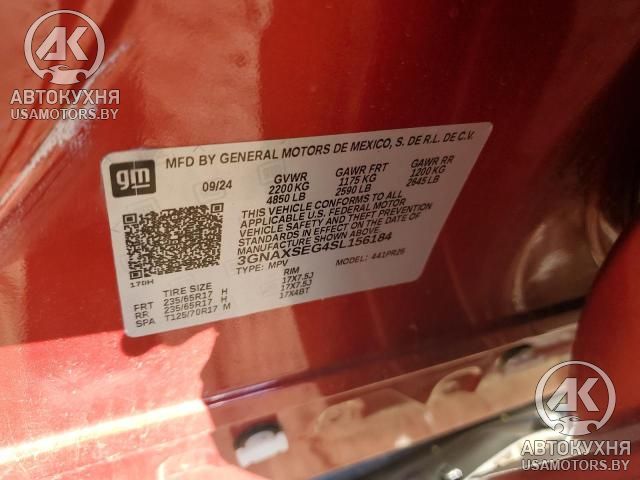 AK
АВТОКУХНЯ
USAMOTORS.BY
gm
MFD BY GENERAL MOTORS DE MEXICO, S. DE R.L. DE C.V.
09/24 GVWR GAWR FRT GAWR RR
2200 KG 1175 KG 1200 KG
4850 LB 2590 LB 2645 LB
THIS VEHICLE CONFORMS TO ALL
APPLICABLE U.S. FEDERAL MOTOR
VEHICLE SAFETY AND THEFT PREVENTION
STANDARDS IN EFFECT ON THE DATE OF
MANUFACTURE SHOWN ABOVE.
3GNAXSEG4SL156184
TYPE: MPV 441PR26
17DH
TIRE SIZE RIM
FRT 235/65R17 H 17X7.5J
RR 235/65R17 H 17X7.5J
SPA T125/70R17 M 17X4BT
AK
АВТОКУХНЯ
USAMOTORS.BY